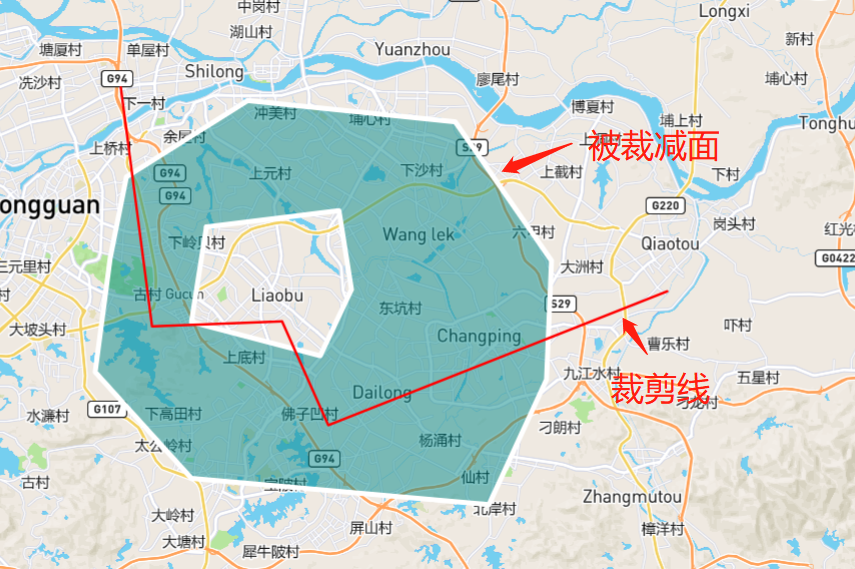 中岗村
Longxi
湖山村
塘厦村
单屋村
Yuanzhou
新村
Shilong
洗沙村
G94
廖尾村
埔心村
下一村
冲美村
埔心村
博夏村
埔上村
Tonghu
余屋村
上桥村
S29
被裁减面
G94
上元村
下沙村
上截村
下村
G94
ongguan
G220
岗头村
Wang lek
六甲村
Qiaotou
红光村
三元里村
大洲村
G0422
古村
Gucun
Liaobu
东坑村
S29
大坡头村
Changping
吓村
曹乐村
上底村
九江水村
裁剪线
五星村
Dailong
刁龙村
水濂村
G107
下高田村
佛子凹村
刁朗村
太公岭村
杨涌村
G94
仙村
古村
Zhangmutou
大岭村
屏山村
樟洋村
大塘村
犀牛陂村